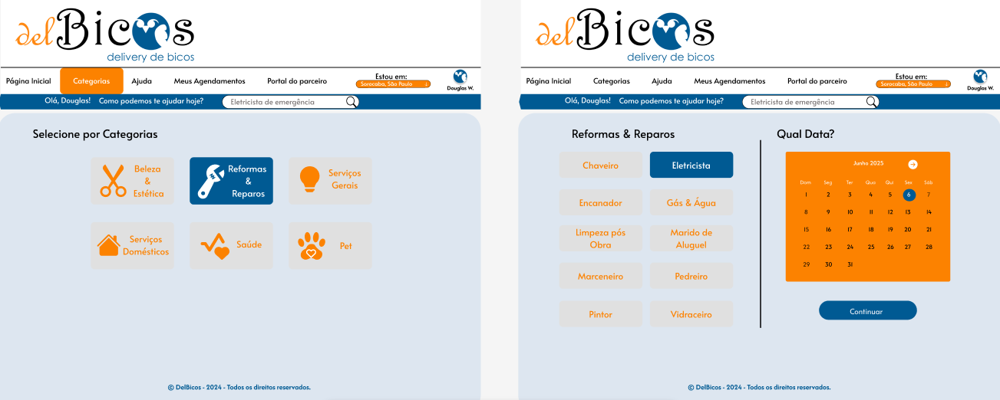 delBicos
delivery de bicos
Página Inicial Categorias Ajuda Meus Agendamentos Portal do parceiro Estou em:
Sorocaba, São Paulo
Douglas W.
Olá, Douglas! Como podemos te ajudar hoje? Eletricista de emergência
Selecione por Categorias
Beleza
&
Estética
Reformas
&
Reparos
Serviços
Gerais
Serviços
Domésticos
Saúde
Pet
© DelBicos - 2024 - Todos os direitos reservados.
delBicos
delivery de bicos
Página Inicial Categorias Ajuda Meus Agendamentos Portal do parceiro Estou em:
Sorocaba, São Paulo
Douglas W.
Olá, Douglas! Como podemos te ajudar hoje? Eletricista de emergência
Reformas & Reparos
Chaveiro Eletricista
Encanador Gás & Água
Limpeza pós
Obra
Marido de
Aluguel
Marceneiro Pedreiro
Pintor Vidraceiro
Qual Data?
Junho 2025
Dom Seg Ter Qua Qui Sex Sáb
1 2 3 4 5 6 7
8 9 10 11 12 13 14
15 16 17 18 19 20 21
22 23 24 25 26 27 28
29 30 31
Continuar
© DelBicos - 2024 - Todos os direitos reservados.